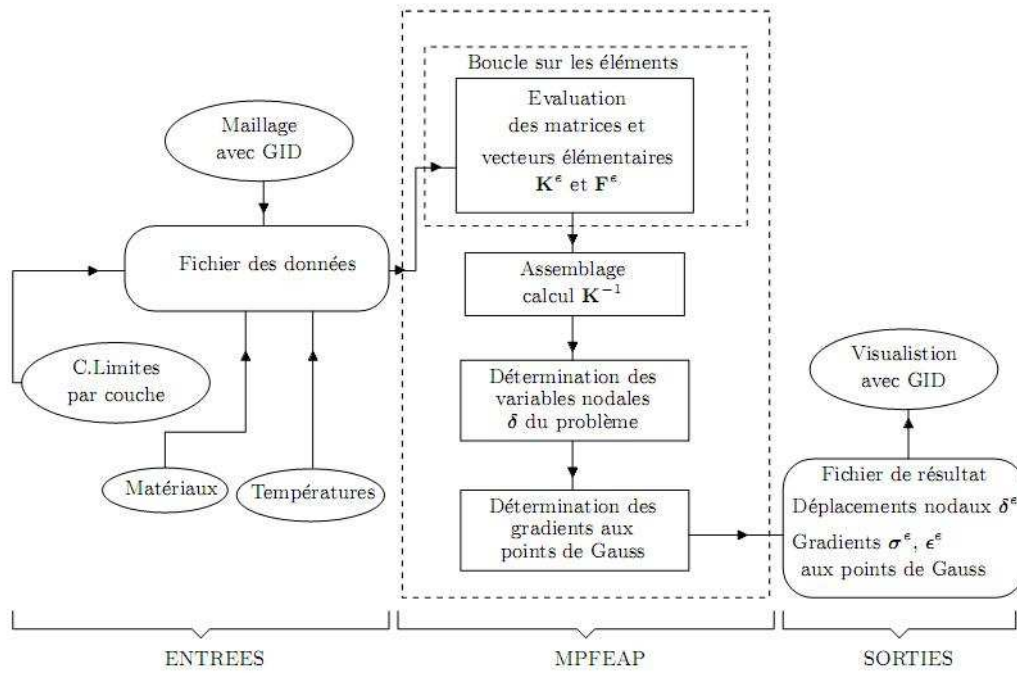 Maillage
avec GID
Fichier des données
C.Limites
par couche
Matériaux
Températures
Boucle sur les éléments
Evaluation
des matrices et
vecteurs élémentaires
K^e et F^e
Assemblage
calcul K^{-1}
Détermination des
variables nodales
δ du problème
Détermination des
gradients aux
points de Gauss
Visualistion
avec GID
Fichier de résultat
Déplacements nodaux δ^e
Gradients σ^e, ϵ^e
aux points de Gauss
ENTREES
MPFEAP
SORTIES